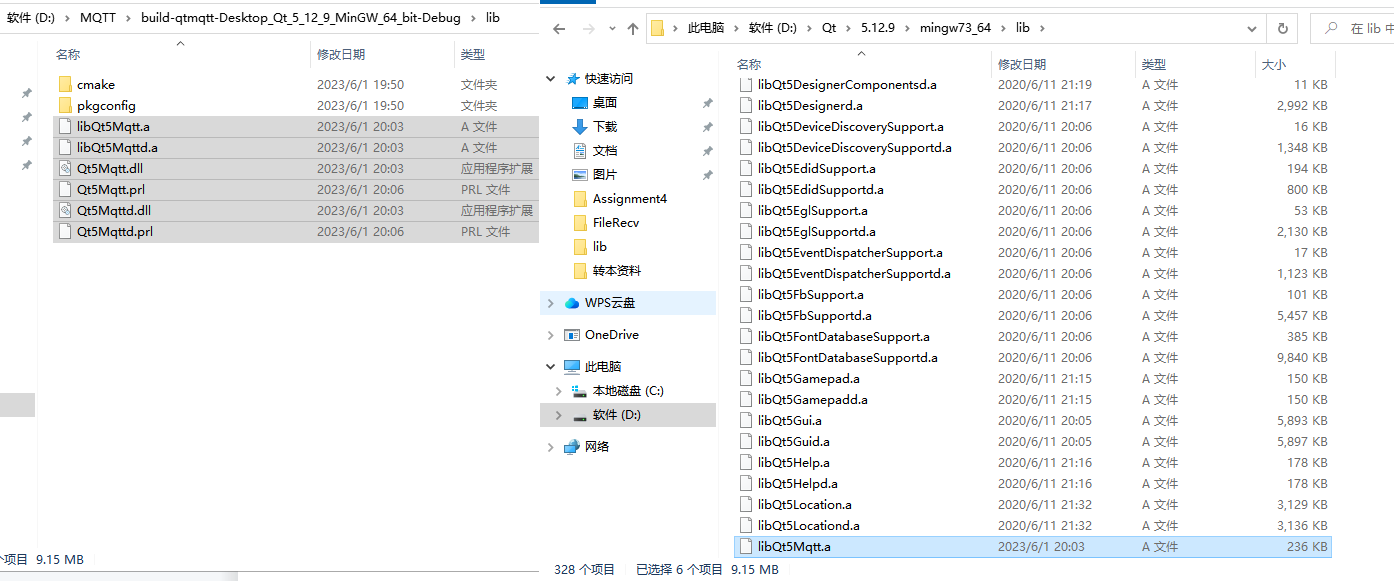 软件 (D:) › MQTT › build-qtmqtt-Desktop_Qt_5_12_9_MinGW_64_bit-Debug › lib
名称 修改日期 类型
cmake 2023/6/1 19:50 文件夹
pkgconfig 2023/6/1 19:50 文件夹
libQt5Mqtt.a 2023/6/1 20:03 A 文件
libQt5Mqttd.a 2023/6/1 20:03 A 文件
Qt5Mqtt.dll 2023/6/1 20:03 应用程序扩展
Qt5Mqtt.prl 2023/6/1 20:06 PRL 文件
Qt5Mqttd.dll 2023/6/1 20:03 应用程序扩展
Qt5Mqttd.prl 2023/6/1 20:06 PRL 文件
个项目 9.15 MB
此电脑 › 软件 (D:) › Qt › 5.12.9 › mingw73_64 › lib ›
在 lib 中
快速访问
桌面
下载
文档
图片
Assignment4
FileRecv
lib
转本资料
WPS云盘
OneDrive
此电脑
本地磁盘 (C:)
软件 (D:)
网络
名称 修改日期 类型 大小
libQt5DesignerComponentsd.a 2020/6/11 21:19 A 文件 11 KB
libQt5Designerd.a 2020/6/11 21:17 A 文件 2,992 KB
libQt5DeviceDiscoverySupport.a 2020/6/11 20:06 A 文件 16 KB
libQt5DeviceDiscoverySupportd.a 2020/6/11 20:06 A 文件 1,348 KB
libQt5EdidSupport.a 2020/6/11 20:06 A 文件 194 KB
libQt5EdidSupportd.a 2020/6/11 20:06 A 文件 800 KB
libQt5EglSupport.a 2020/6/11 20:06 A 文件 53 KB
libQt5EglSupportd.a 2020/6/11 20:06 A 文件 2,130 KB
libQt5EventDispatcherSupport.a 2020/6/11 20:06 A 文件 17 KB
libQt5EventDispatcherSupportd.a 2020/6/11 20:06 A 文件 1,123 KB
libQt5FbSupport.a 2020/6/11 20:06 A 文件 101 KB
libQt5FbSupportd.a 2020/6/11 20:06 A 文件 5,457 KB
libQt5FontDatabaseSupport.a 2020/6/11 20:06 A 文件 385 KB
libQt5FontDatabaseSupportd.a 2020/6/11 20:06 A 文件 9,840 KB
libQt5Gamepad.a 2020/6/11 21:15 A 文件 150 KB
libQt5Gamepadd.a 2020/6/11 21:15 A 文件 150 KB
libQt5Gui.a 2020/6/11 20:05 A 文件 5,893 KB
libQt5Guid.a 2020/6/11 20:05 A 文件 5,897 KB
libQt5Help.a 2020/6/11 21:16 A 文件 178 KB
libQt5Helpd.a 2020/6/11 21:16 A 文件 178 KB
libQt5Location.a 2020/6/11 21:32 A 文件 3,129 KB
libQt5Locationd.a 2020/6/11 21:32 A 文件 3,136 KB
libQt5Mqtt.a 2023/6/1 20:03 A 文件 236 KB
328 个项目 已选择 6 个项目 9.15 MB